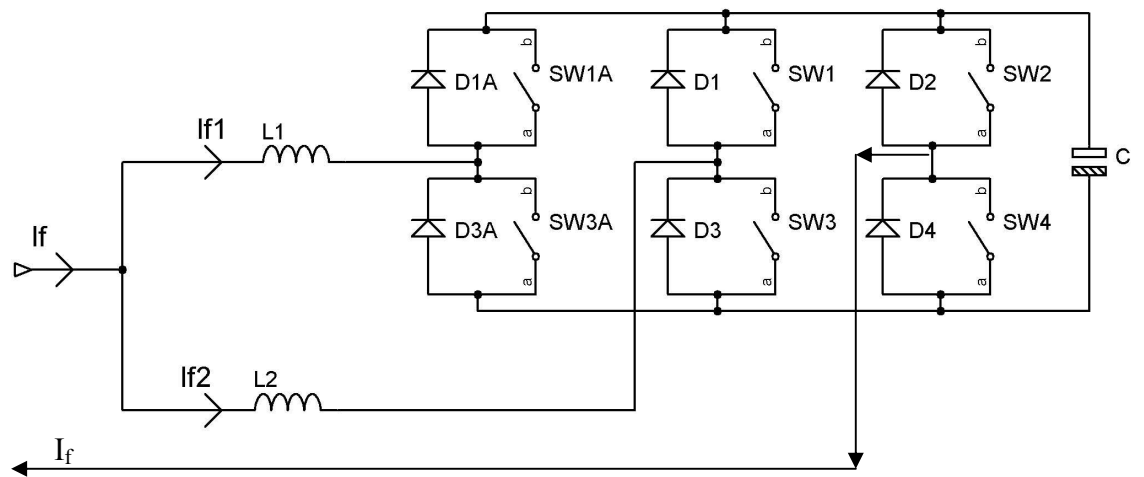 b
b
b
D1A
SW1A
D1
SW1
D2
SW2
a
a
a
If1
L1
C
b
b
b
D3A
SW3A
D3
SW3
D4
SW4
If
a
a
a
If2
L2
If